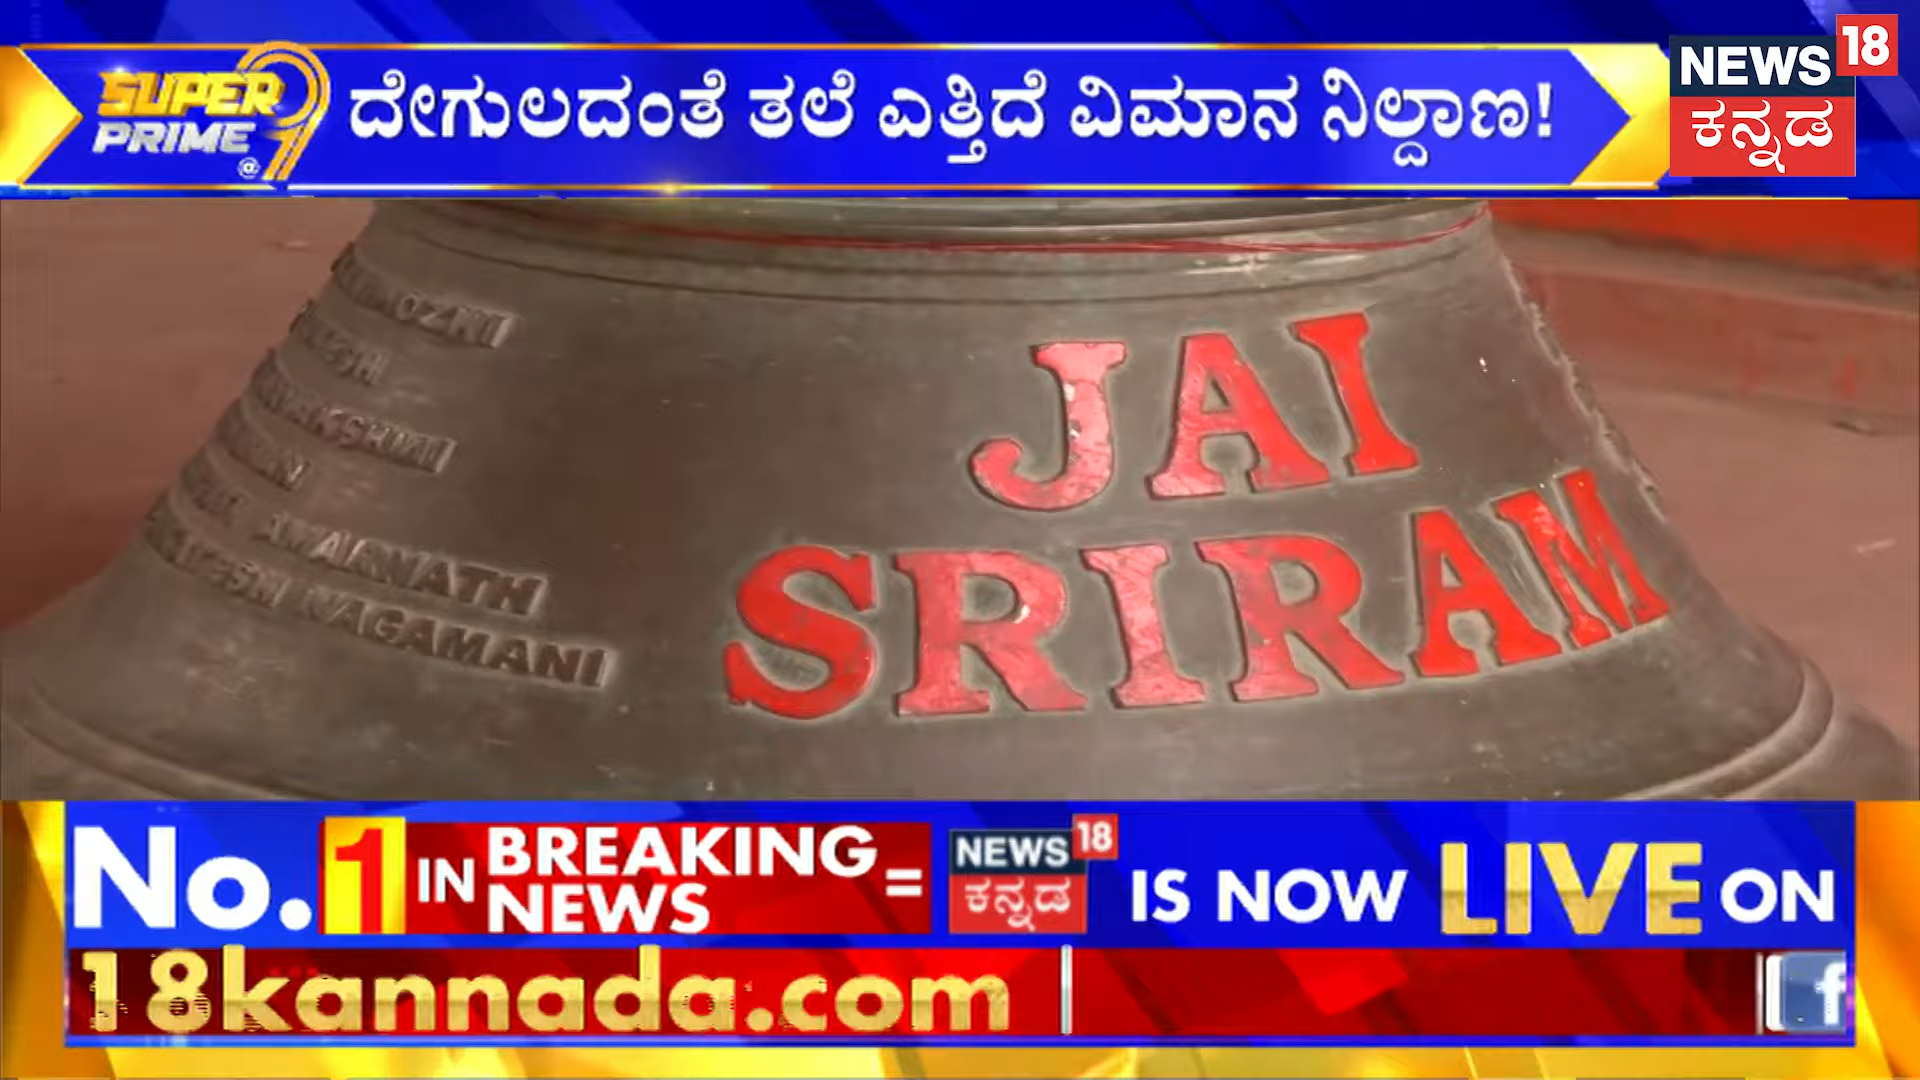 SUPER PRIME @9
ದೇಗುಲದಂತೆ ತಲೆ ಎತ್ತಿದೆ ವಿಮಾನ ನಿಲ್ದಾಣ!
NEWS 18
ಕನ್ನಡ
JAI
SRIRAM
AMARNATH
NAGAMANI
No. 1 IN BREAKING NEWS = NEWS 18 ಕನ್ನಡ IS NOW LIVE ON
18kannada.com